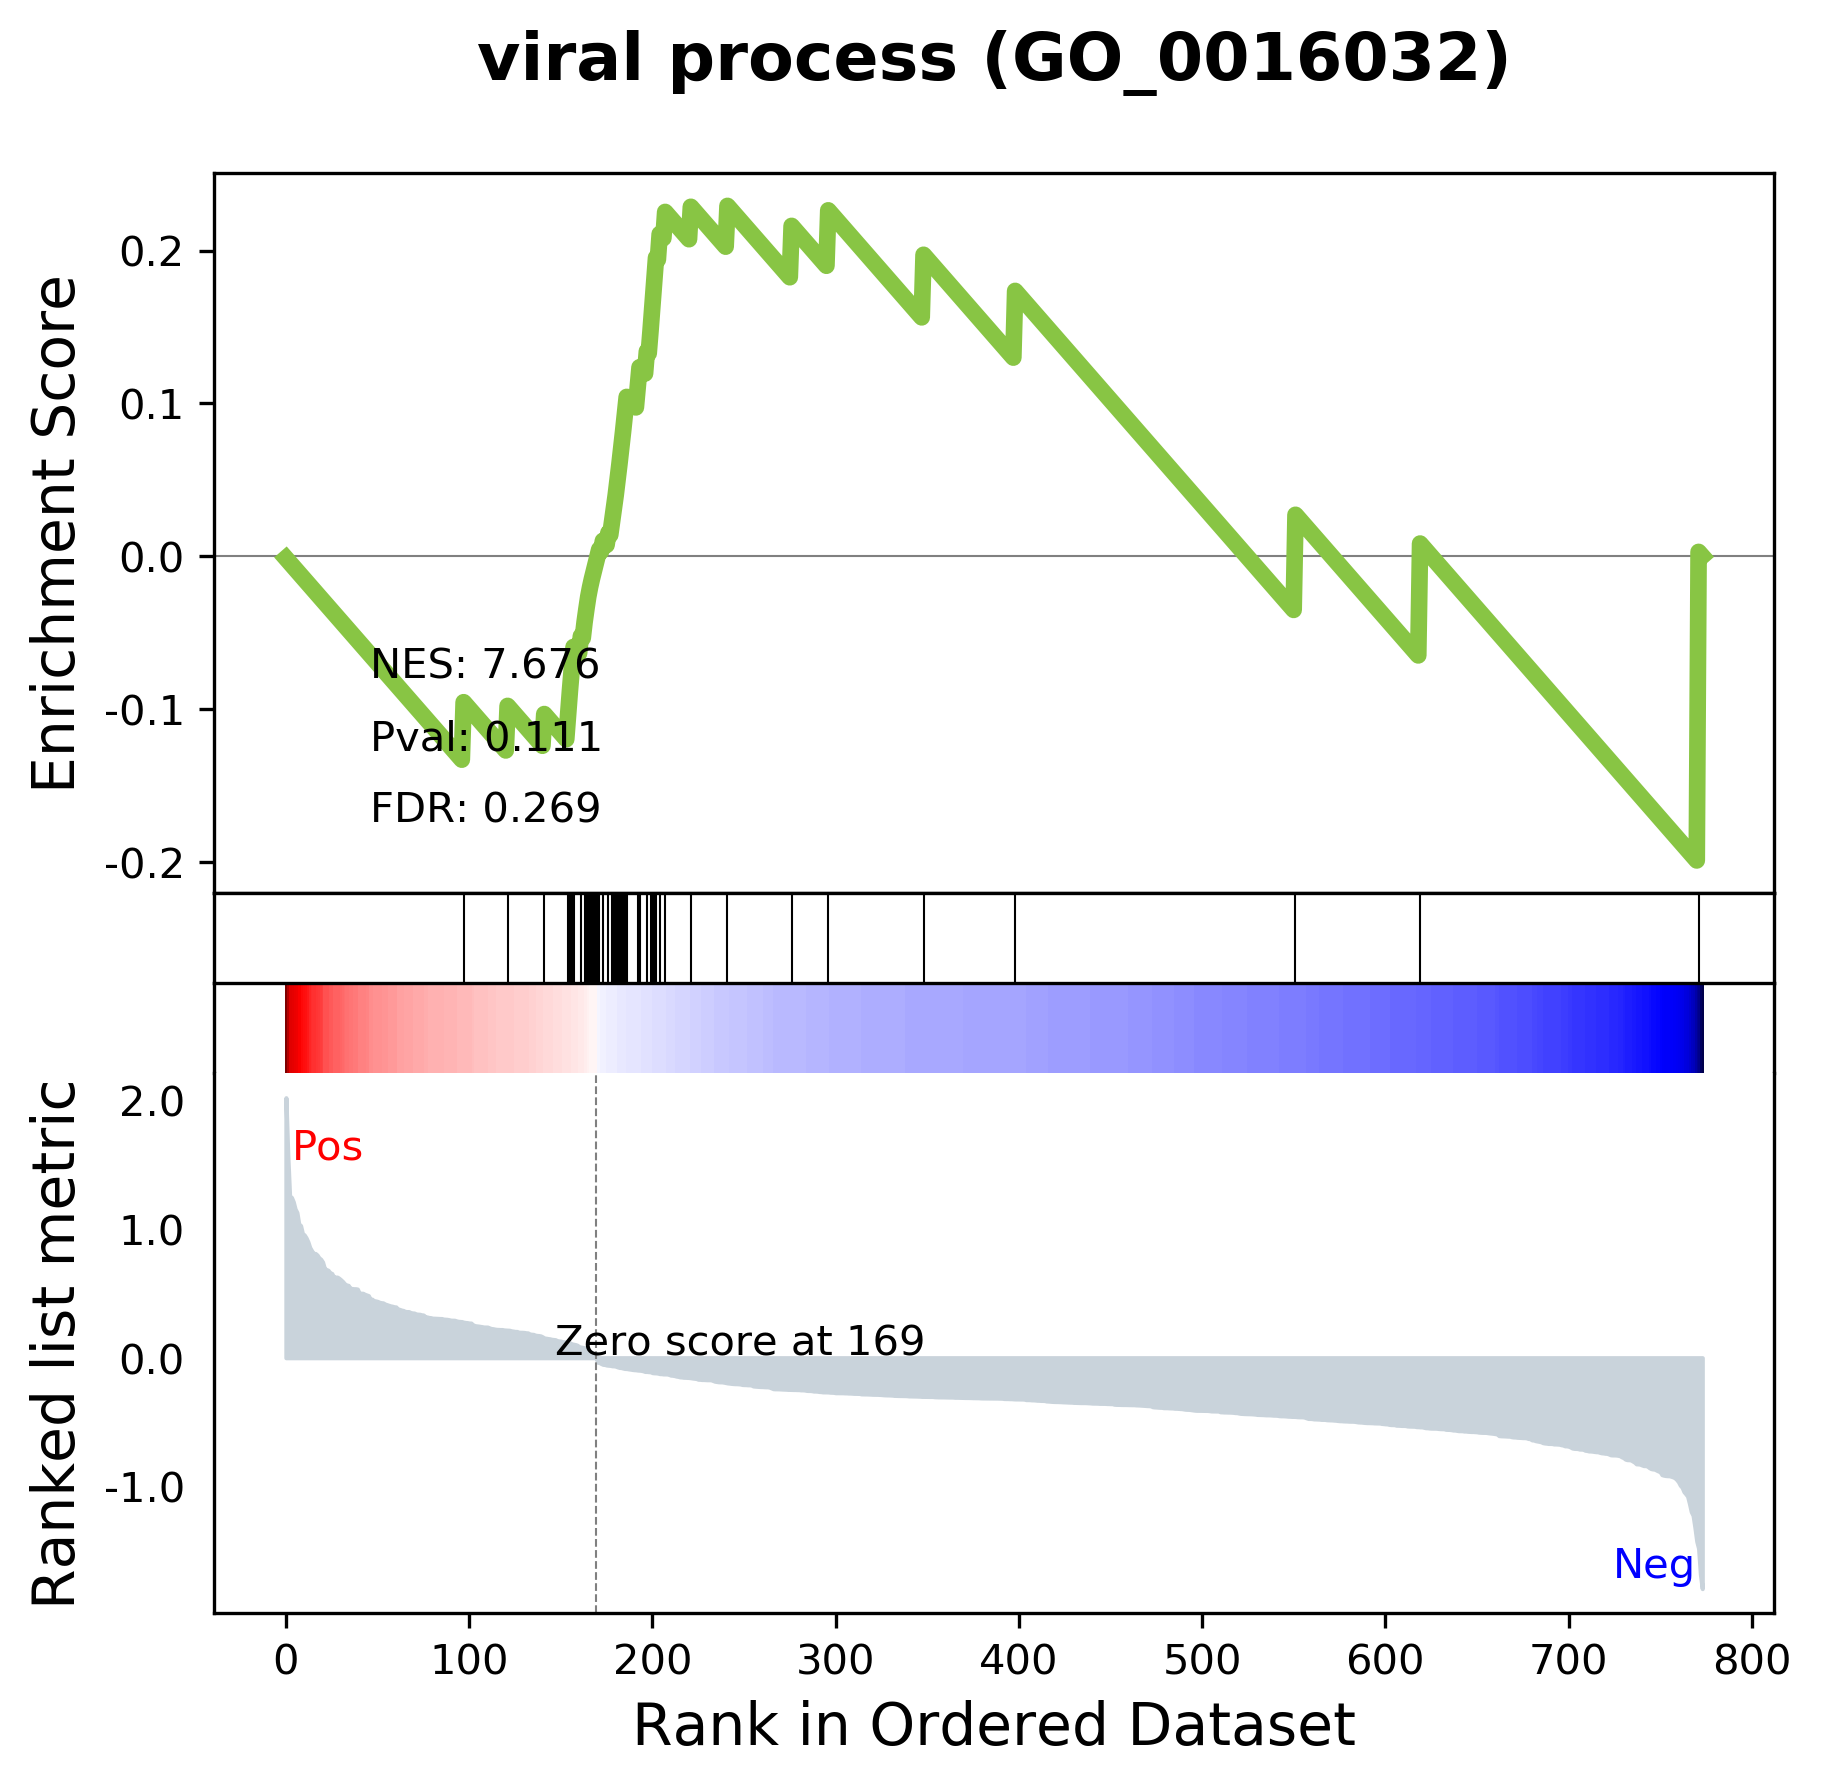 viral process (GO_0016032)
Enrichment Score
0.2
0.1
0.0
-0.1
-0.2
NES: 7.676
Pval: 0.111
FDR: 0.269
Ranked list metric
2.0
1.0
0.0
-1.0
Pos
Zero score at 169
Neg
0 100 200 300 400 500 600 700 800
Rank in Ordered Dataset